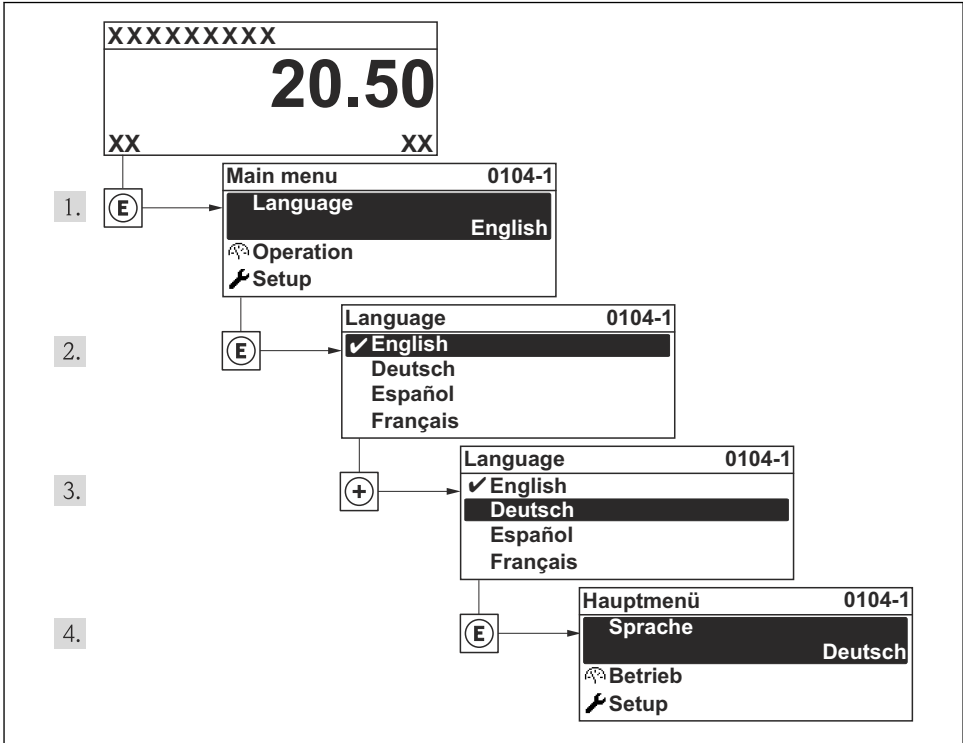 XXXXXXXXX
20.50
XX XX
1. E
Main menu 0104-1
Language
English
Operation
Setup
2. E
Language 0104-1
✔ English
Deutsch
Español
Français
3. +
Language 0104-1
✔ English
Deutsch
Español
Français
4. E
Hauptmenü 0104-1
Sprache
Deutsch
Betrieb
Setup